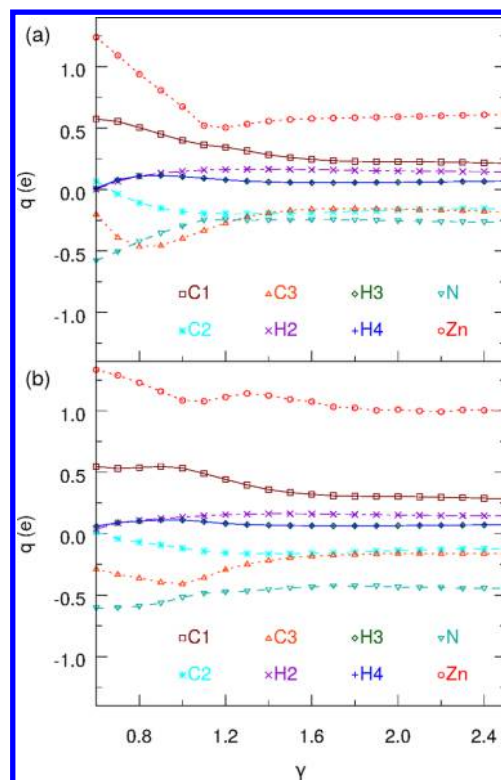 (a)
1.0
0.5
0.0
-0.5
-1.0
q (e)
C1 C3 H3 N
C2 H2 H4 Zn
(b)
1.0
0.5
0.0
-0.5
-1.0
q (e)
C1 C3 H3 N
C2 H2 H4 Zn
0.8 1.2 1.6 2.0 2.4
γ